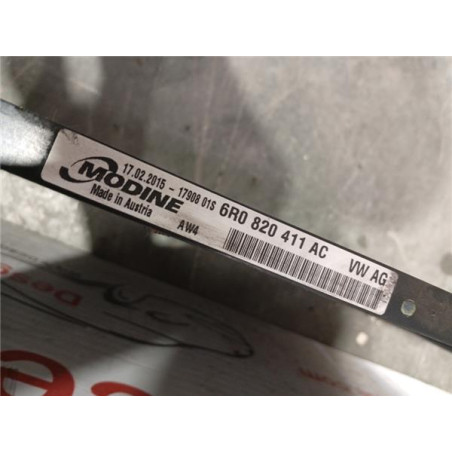 17.02.2015 - 17908 01S
MODINE
Made in Austria
AW4
6R0 820 411 AC
VW AG